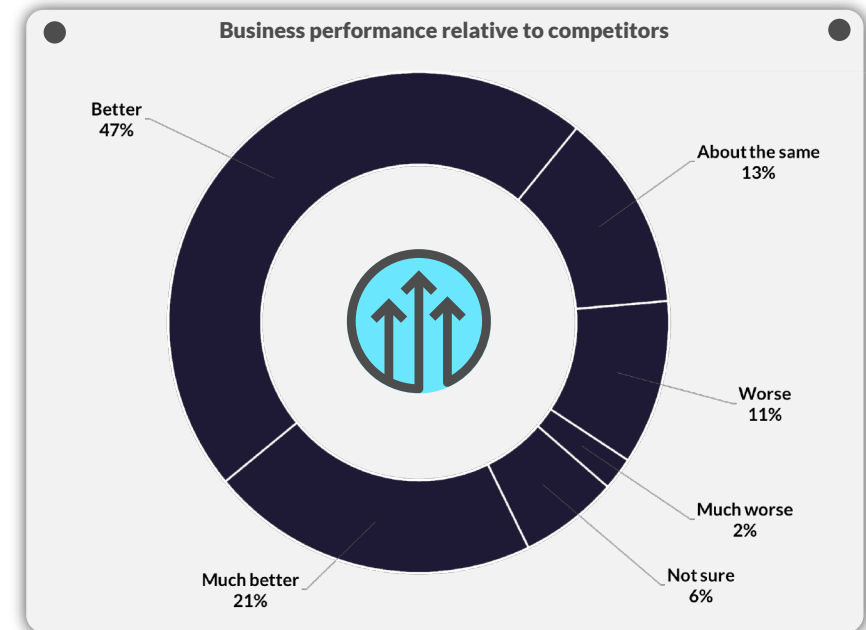 Business performance relative to competitors
Better
47%
About the same
13%
Worse
11%
Much worse
2%
Not sure
6%
Much better
21%